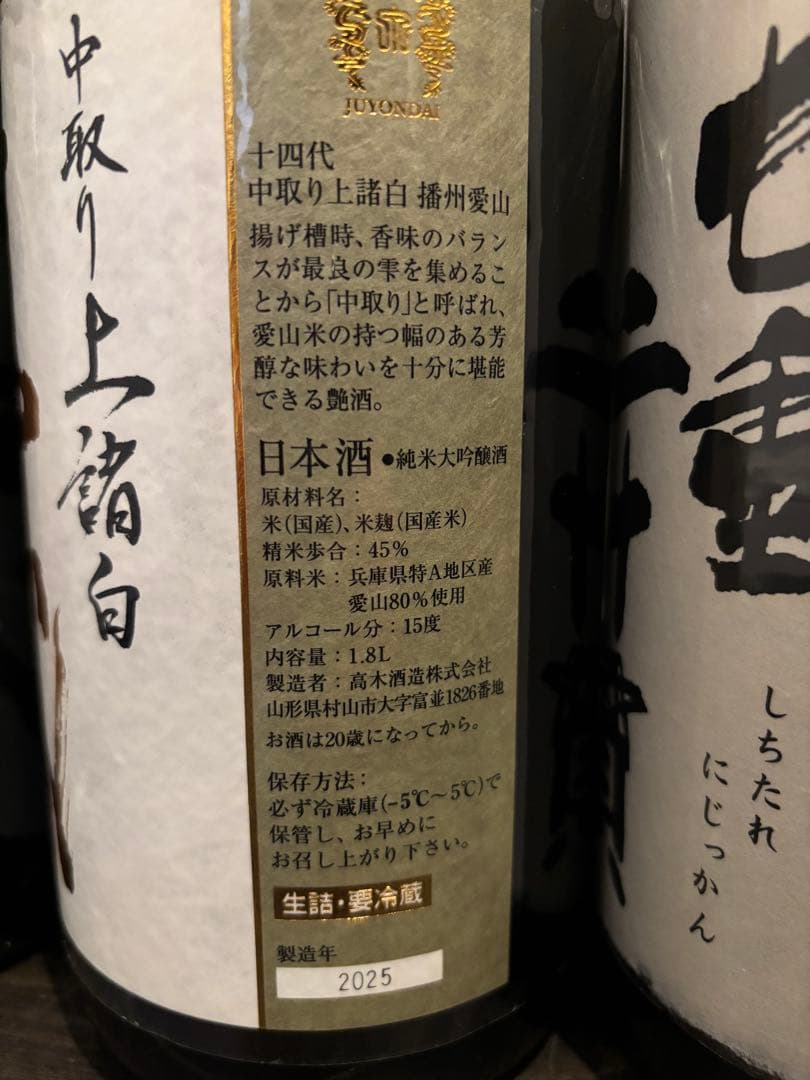 中取り上諸白
JUYONDAI
十四代
中取り上諸白 播州愛山
揚げ槽時、香味のバラン
スが最良の雫を集めるこ
とから「中取り」と呼ばれ、
愛山米の持つ幅のある芳
醇な味わいを十分に堪能
できる艶酒。
日本酒 ●純米大吟醸酒
原材料名：
米(国産)、米麹(国産米)
精米歩合：45%
原料米：兵庫県特A地区産
愛山80%使用
アルコール分：15度
内容量：1.8L
製造者：高木酒造株式会社
山形県村山市大字富並1826番地
お酒は20歳になってから。
保存方法：
必ず冷蔵庫(-5℃〜5℃)で
保管し、お早めに
お召し上がり下さい。
生詰・要冷蔵
製造年
2025
しちたれ
にじっかん